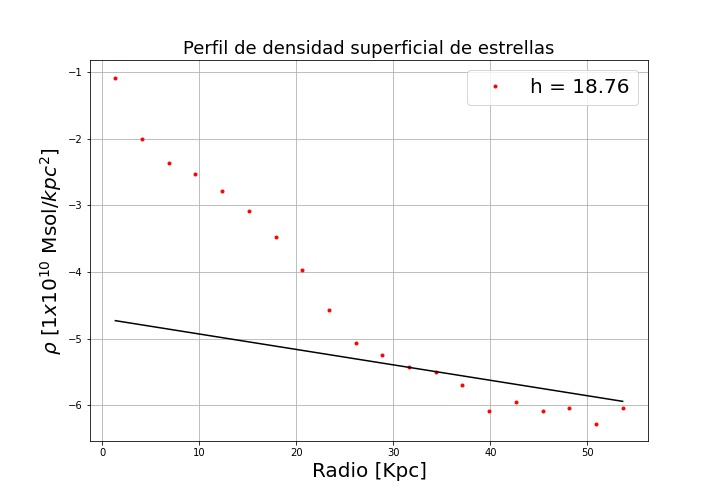 Perfil de densidad superficial de estrellas
h = 18.76
ρ [1x10¹⁰ Msol/kpc²]
−1
−2
−3
−4
−5
−6
0 10 20 30 40 50
Radio [Kpc]